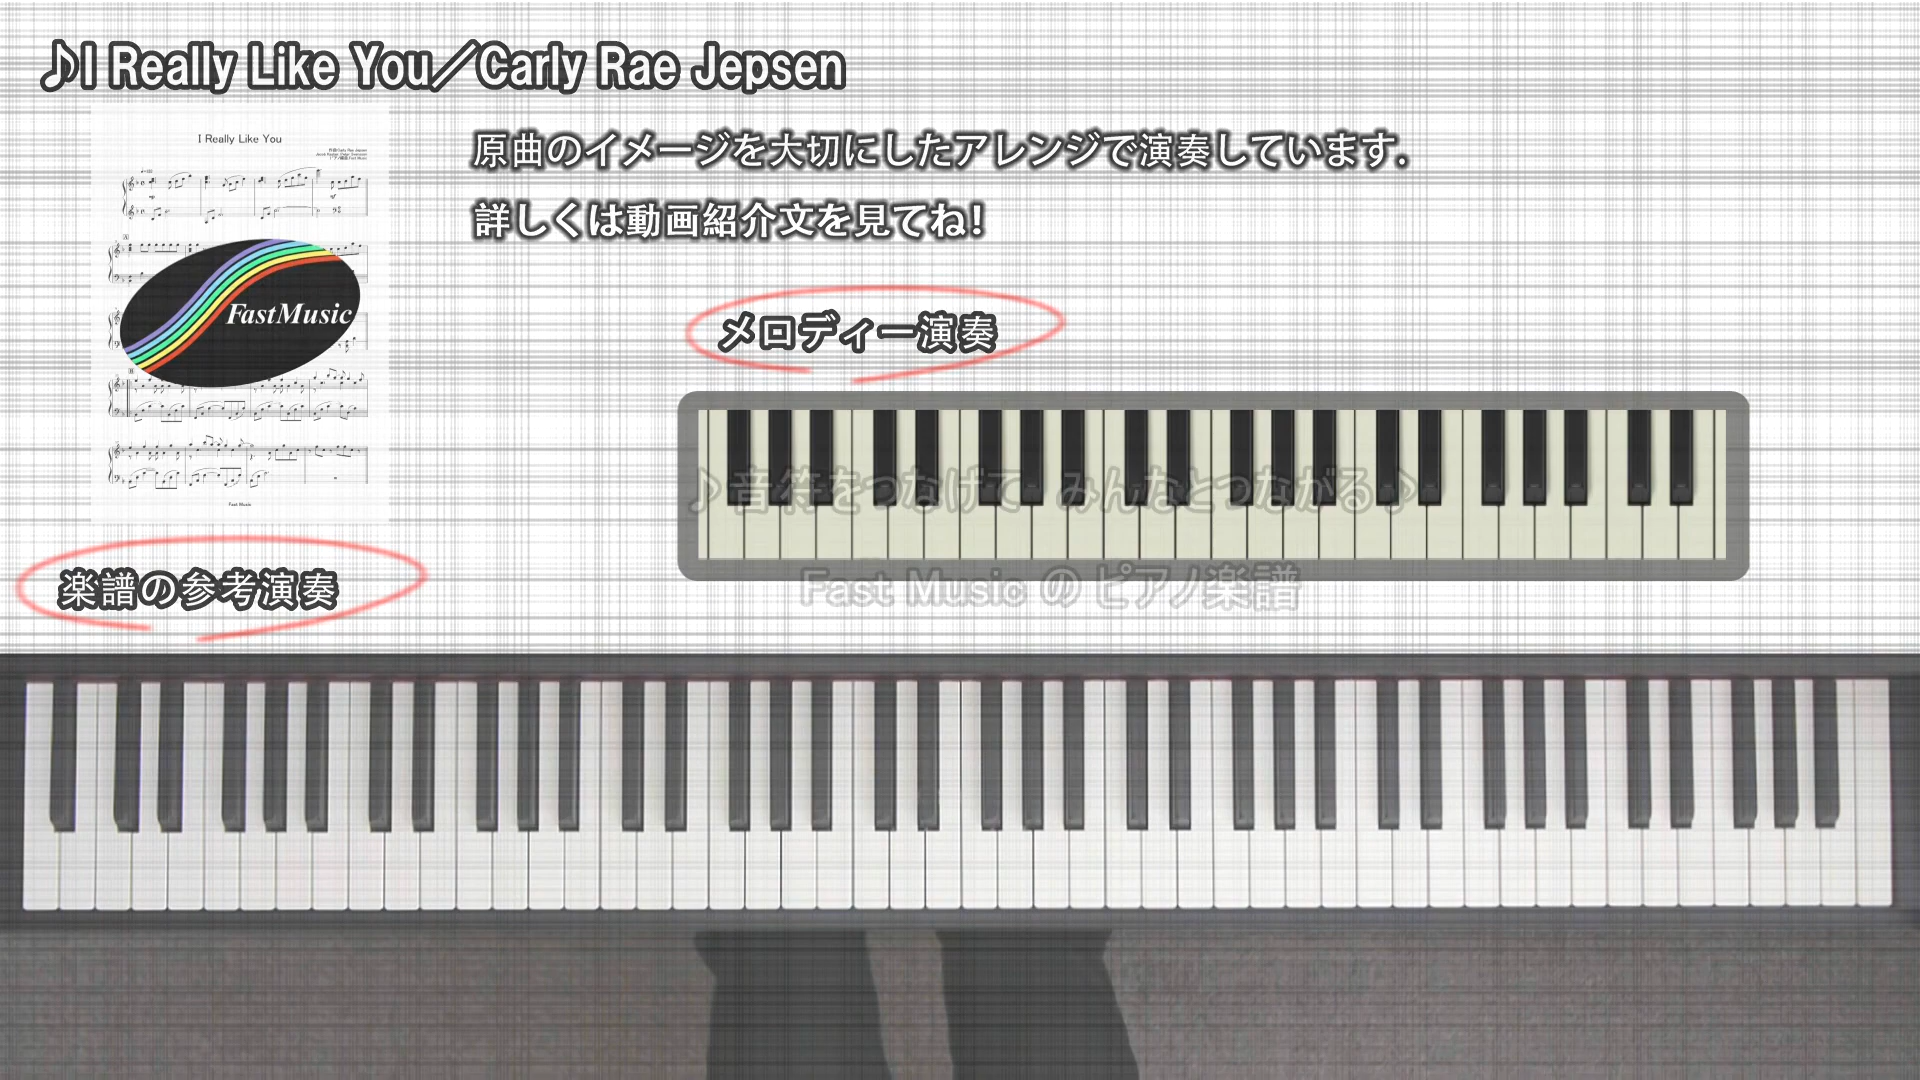 ♪I Really Like You／Carly Rae Jepsen
I Really Like You
原曲のイメージを大切にしたアレンジで演奏しています.
詳しくは動画紹介文を見てね!
FastMusic
メロディー演奏
♪音符をつなげて みんなとつながる♪
Fast Music の ピアノ楽譜
Fast Music
楽譜の参考演奏